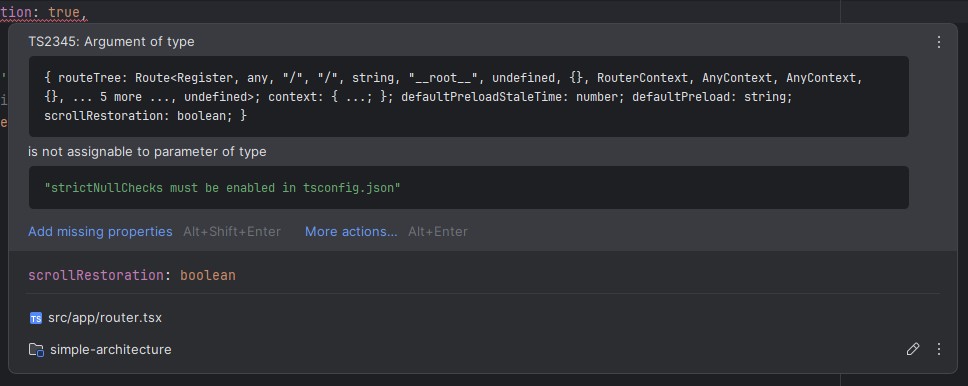 tion: true,
TS2345: Argument of type
{ routeTree: Route<Register, any, "/", "/", string, "__root__", undefined, {}, RouterContext, AnyContext, AnyContext,
{}, ... 5 more ..., undefined>; context: { ...; }; defaultPreloadStaleTime: number; defaultPreload: string;
scrollRestoration: boolean; }
is not assignable to parameter of type
"strictNullChecks must be enabled in tsconfig.json"
Add missing properties Alt+Shift+Enter More actions... Alt+Enter
scrollRestoration: boolean
TS src/app/router.tsx
simple-architecture